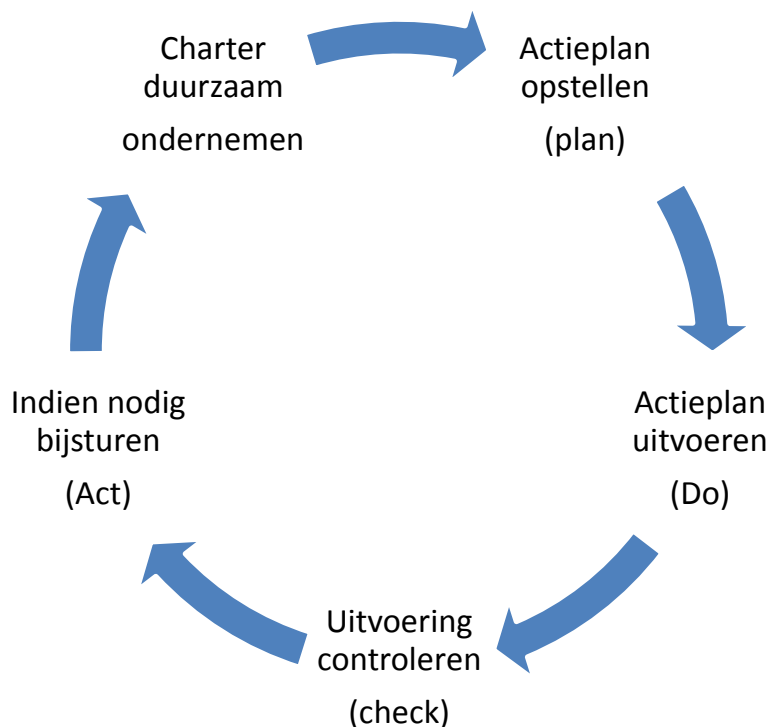 Charter
duurzaam
ondernemen
Actieplan
opstellen
(plan)
Actieplan
uitvoeren
(Do)
Uitvoering
controleren
(check)
Indien nodig
bijsturen
(Act)